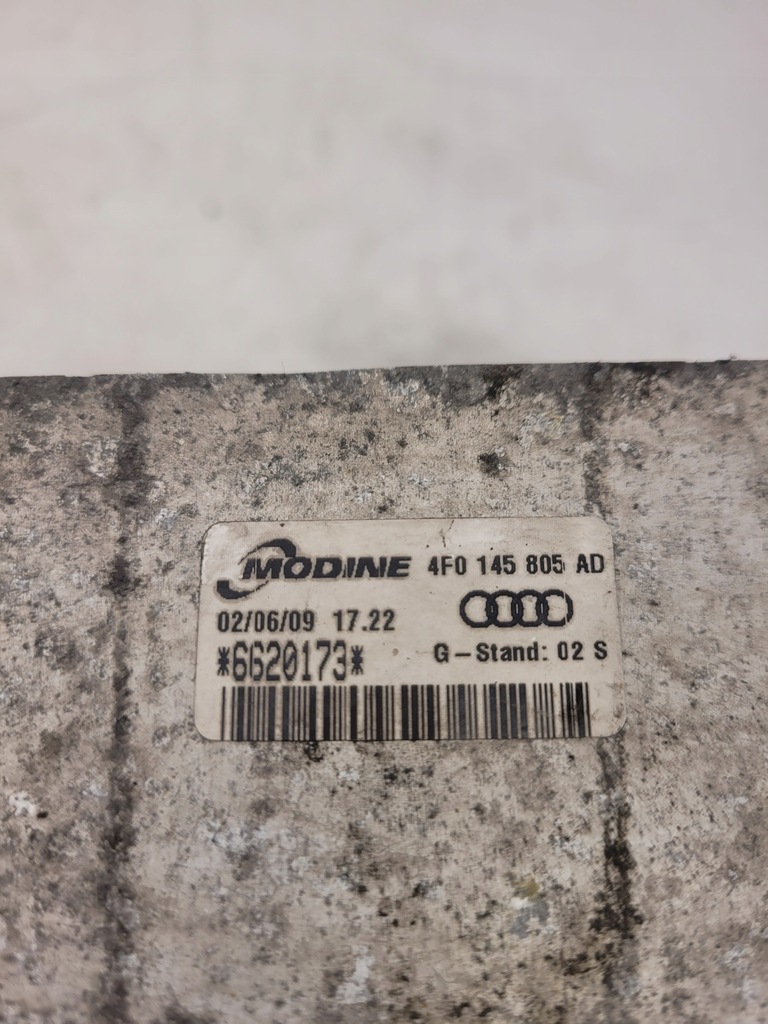 MODINE 4F0 145 805 AD
02/06/09 17.22
*6620173* G-Stand: 02 S